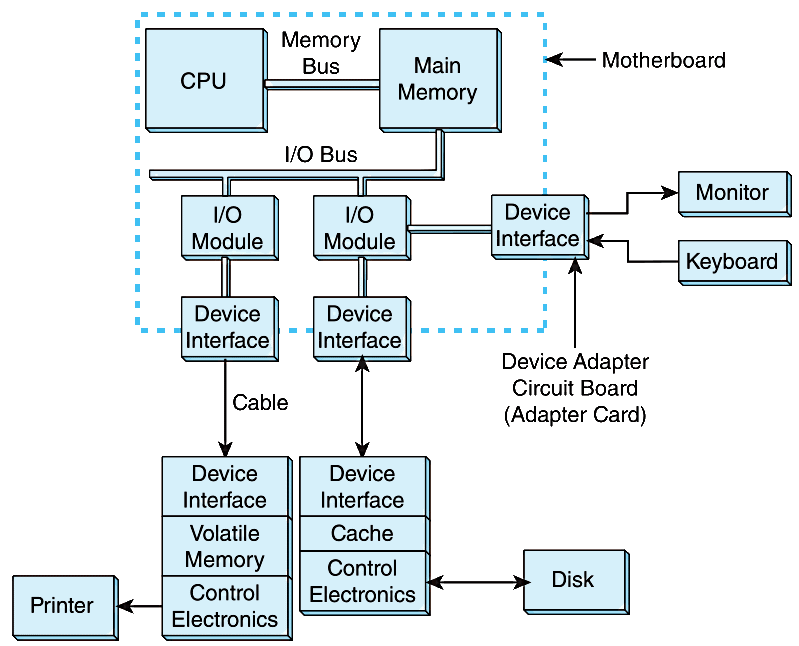 Memory
Bus
CPU
Main
Memory
Motherboard
I/O Bus
I/O
Module
I/O
Module
Device
Interface
Monitor
Keyboard
Device
Interface
Device
Interface
Device Adapter
Circuit Board
(Adapter Card)
Cable
Device
Interface
Volatile
Memory
Control
Electronics
Device
Interface
Cache
Control
Electronics
Printer
Disk